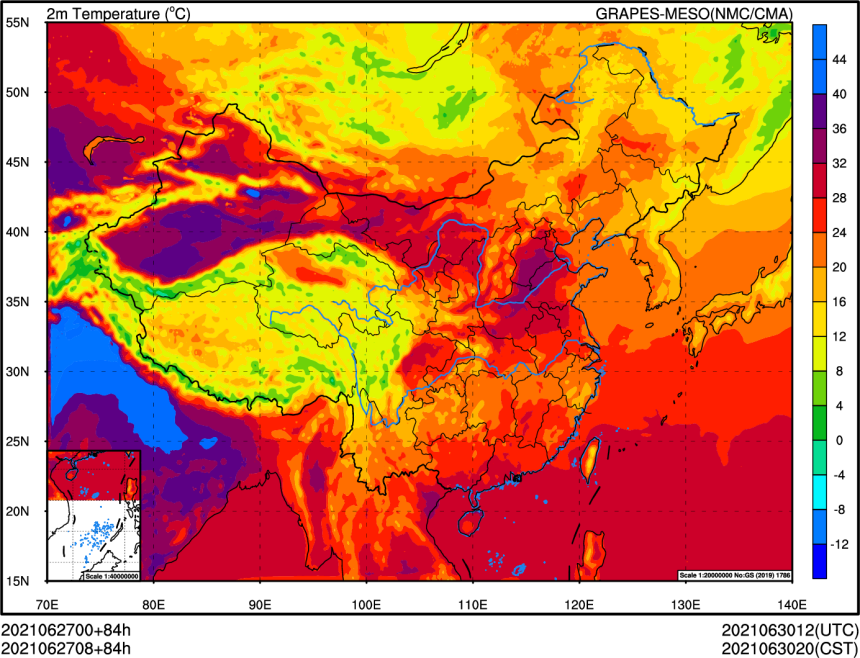 2m Temperature (°C) GRAPES-MESO(NMC/CMA)
55N
50N
45N
40N
35N
30N
25N
20N
15N
44
40
36
32
28
24
20
16
12
8
4
0
-4
-8
-12
Scale 1:40000000
Scale 1:20000000 No:GS (2019) 1786
70E 80E 90E 100E 110E 120E 130E 140E
2021062700+84h 2021063012(UTC)
2021062708+84h 2021063020(CST)